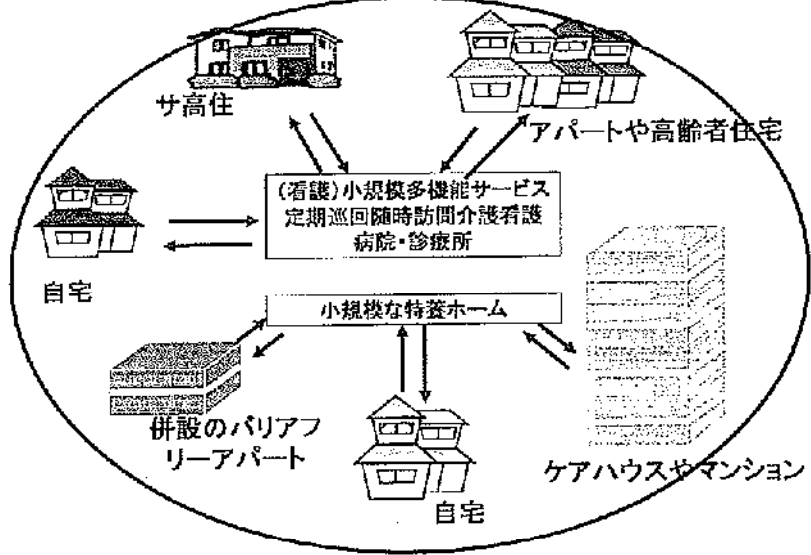 サ高住
アパートや高齢者住宅
(看護)小規模多機能サービス
定期巡回随時訪問介護看護
病院・診療所
自宅
小規模な特養ホーム
併設のバリアフ
リーアパート
自宅
ケアハウスやマンション